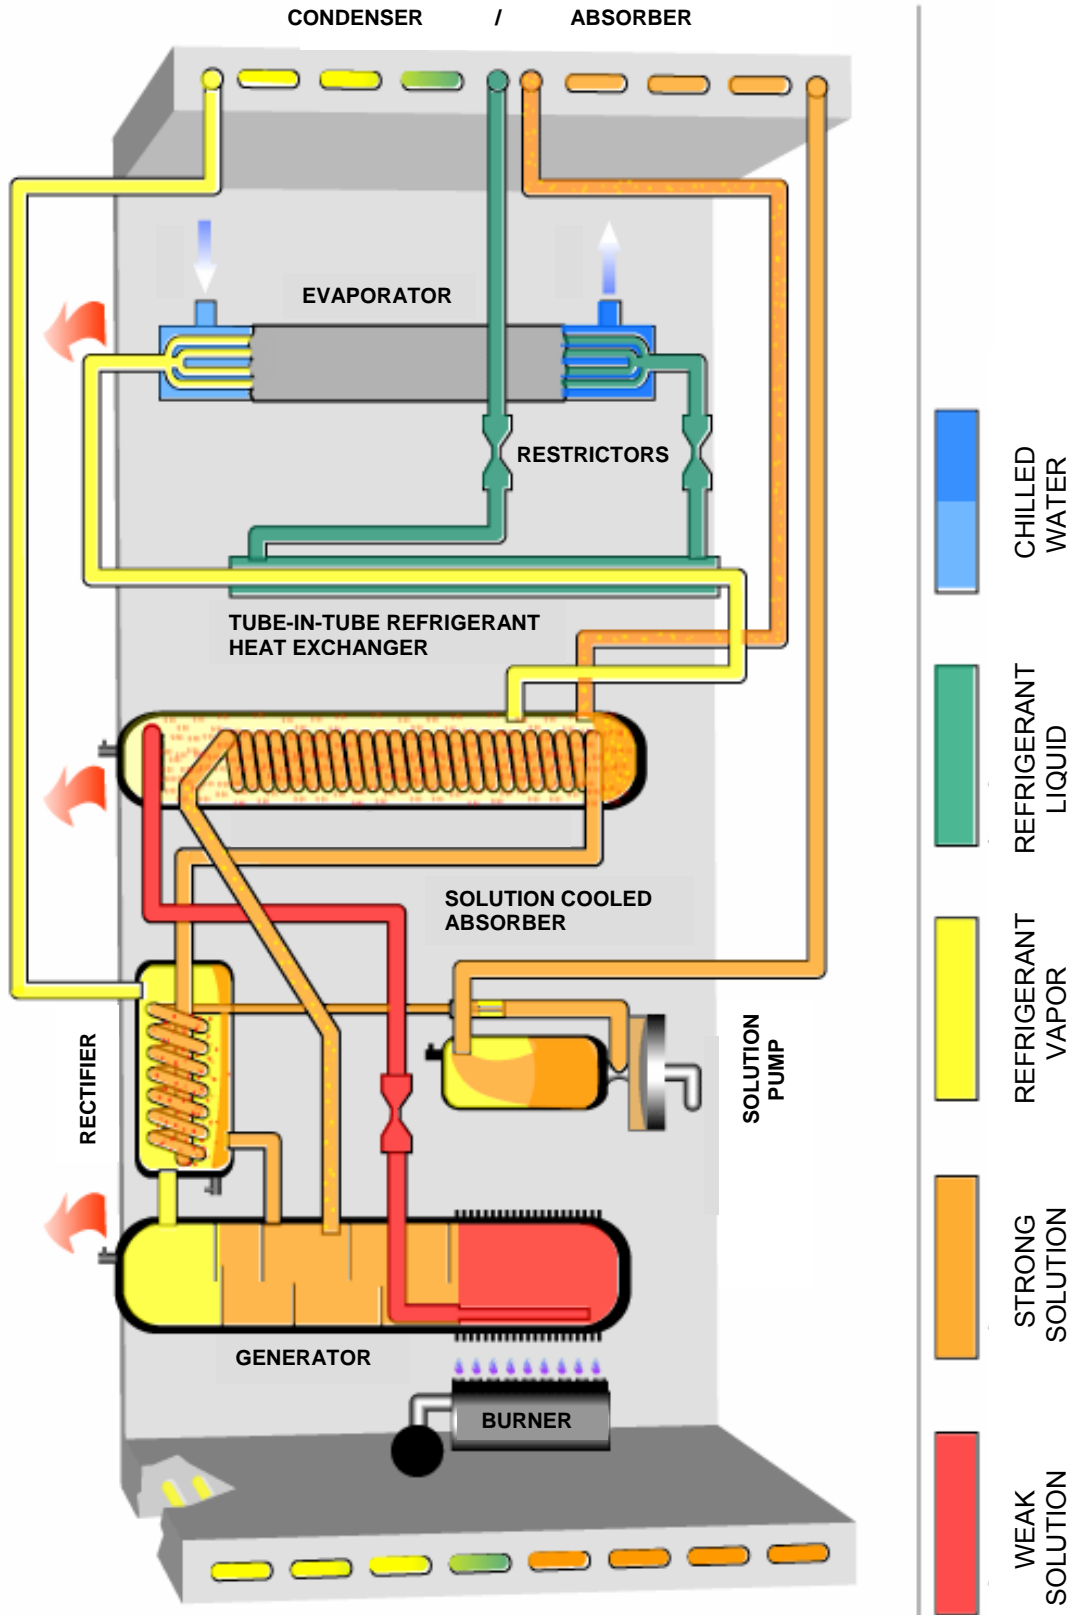 CONDENSER / ABSORBER
EVAPORATOR
RESTRICTORS
TUBE-IN-TUBE REFRIGERANT
HEAT EXCHANGER
SOLUTION COOLED
ABSORBER
RECTIFIER
SOLUTION
PUMP
GENERATOR
BURNER
CHILLED
WATER
REFRIGERANT
LIQUID
REFRIGERANT
VAPOR
STRONG
SOLUTION
WEAK
SOLUTION